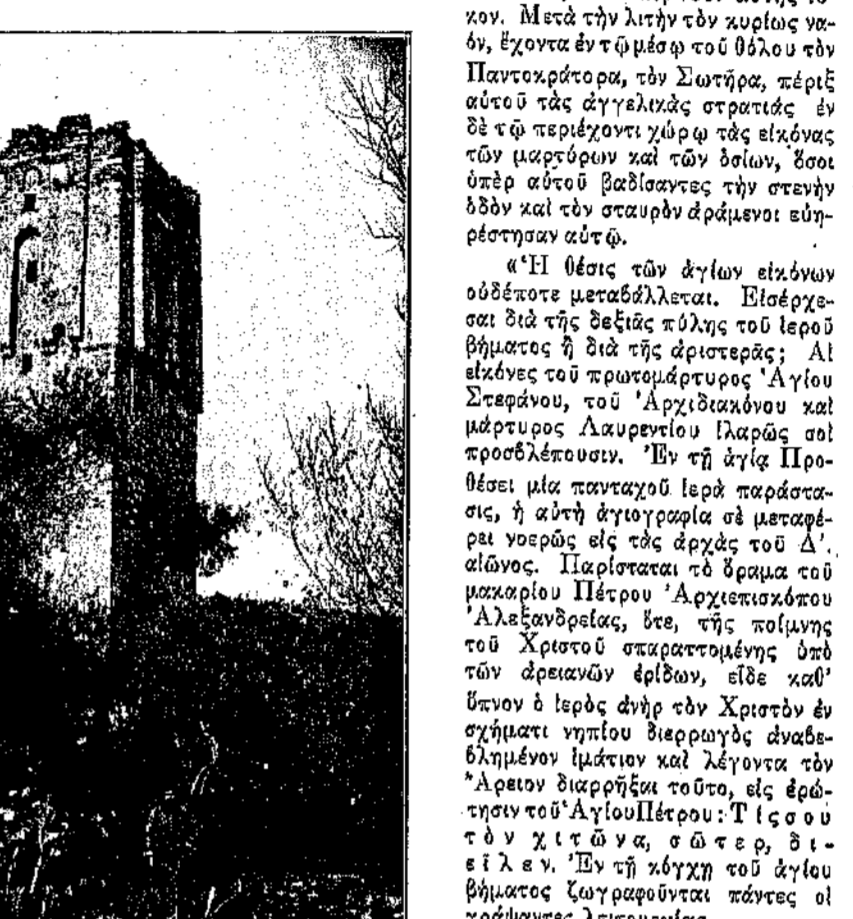 κον. Μετὰ τὴν λιτὴν τὸν κυρίως να-
όν, ἔχοντα ἐν τῷ μέσῳ τοῦ θόλου τὸν
Παντοκράτορα, τὸν Σωτῆρα, πέριξ
αὐτοῦ τὰς ἀγγελικὰς στρατιάς ἐν
δὲ τῷ περιέχοντι χώρῳ τὰς εἰκόνας
τῶν μαρτύρων καὶ τῶν ὁσίων, ὅσοι
ὑπὲρ αὐτοῦ βαδίσαντες τὴν στενὴν
ὁδὸν καὶ τὸν σταυρὸν ἀράμενοι εὐη-
ρέστησαν αὐτῷ.
«Ἡ θέσις τῶν ἁγίων εἰκόνων
οὐδέποτε μεταβάλλεται. Εἰσέρχε-
σαι διὰ τῆς δεξιᾶς πύλης τοῦ ἱεροῦ
βήματος ἢ διὰ τῆς ἀριστερᾶς; Αἱ
εἰκόνες τοῦ πρωτομάρτυρος Ἁγίου
Στεφάνου, τοῦ Ἀρχιδιακόνου καὶ
μάρτυρος Λαυρεντίου ἱλαρῶς σοὶ
προσβλέπουσιν. Ἐν τῇ ἁγίᾳ Προ-
θέσει μία πανταχοῦ ἱερὰ παράστα-
σις, ἡ αὐτὴ ἁγιογραφία σὲ μεταφέ-
ρει νοερῶς εἰς τὰς ἀρχὰς τοῦ Δ'.
αἰῶνος. Παρίσταται τὸ ὅραμα τοῦ
μακαρίου Πέτρου Ἀρχιεπισκόπου
Ἀλεξανδρείας, ὅτε, τῆς ποίμνης
τοῦ Χριστοῦ σπαραττομένης ὑπὸ
τῶν ἀρειανῶν ἐρίδων, εἶδε καθ'
ὕπνον ὁ ἱερὸς ἀνὴρ τὸν Χριστὸν ἐν
σχήματι νηπίου διερρωγὸς ἀναβε-
βλημένον ἱμάτιον καὶ λέγοντα τὸν
Ἄρειον διαρρῆξαι τοῦτο, εἰς ἐρώ-
τησιν τοῦ Ἁγίου Πέτρου: Τίς σοῦ
τὸν χιτῶνα, σῶτερ, δι-
εῖλεν. Ἐν τῇ κόγχῃ τοῦ ἁγίου
βήματος ζωγραφοῦνται πάντες οἱ